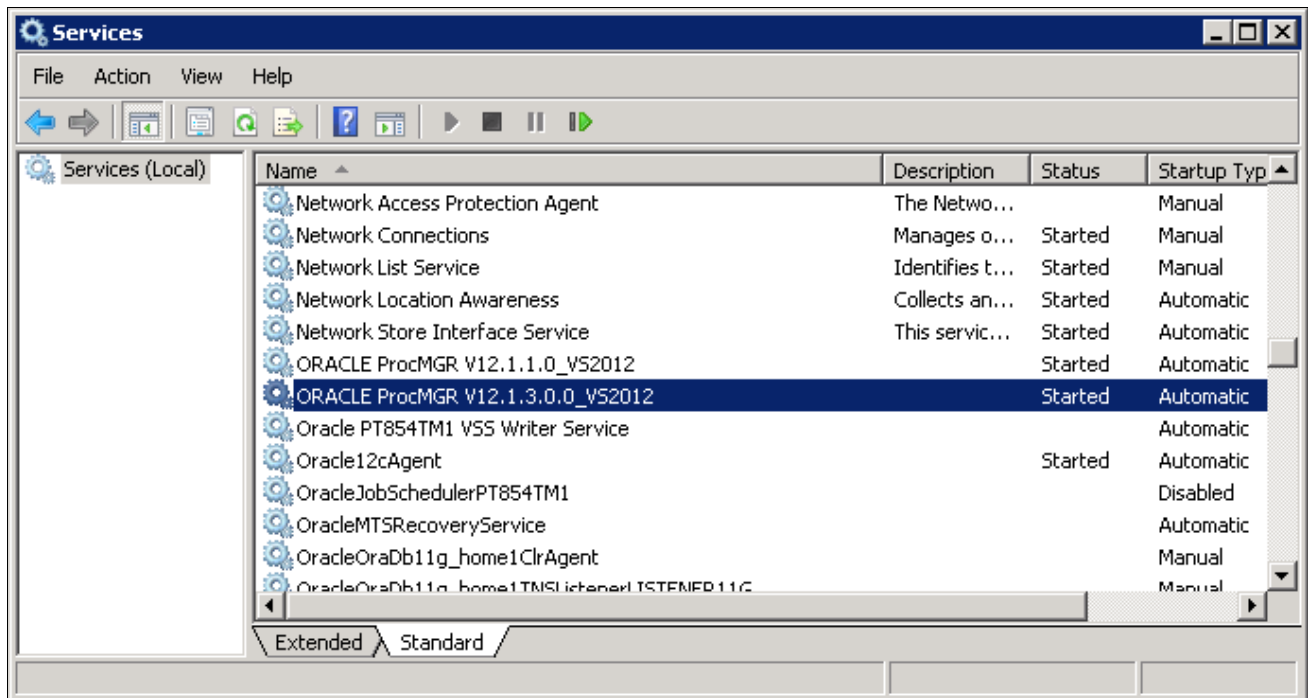 Services
File Action View Help
Services (Local)
Name Description Status Startup Typ
Network Access Protection Agent The Netwo... Manual
Network Connections Manages o... Started Manual
Network List Service Identifies t... Started Manual
Network Location Awareness Collects an... Started Automatic
Network Store Interface Service This servic... Started Automatic
ORACLE ProcMGR V12.1.1.0_VS2012 Started Automatic
ORACLE ProcMGR V12.1.3.0.0_VS2012 Started Automatic
Oracle PT854TM1 VSS Writer Service Automatic
Oracle12cAgent Started Automatic
OracleJobSchedulerPT854TM1 Disabled
OracleMTSRecoveryService Automatic
OracleOraDb11g_home1ClrAgent Manual
OracleOraDb11g_home1TNSListenerLISTENER11G Manual
Extended Standard